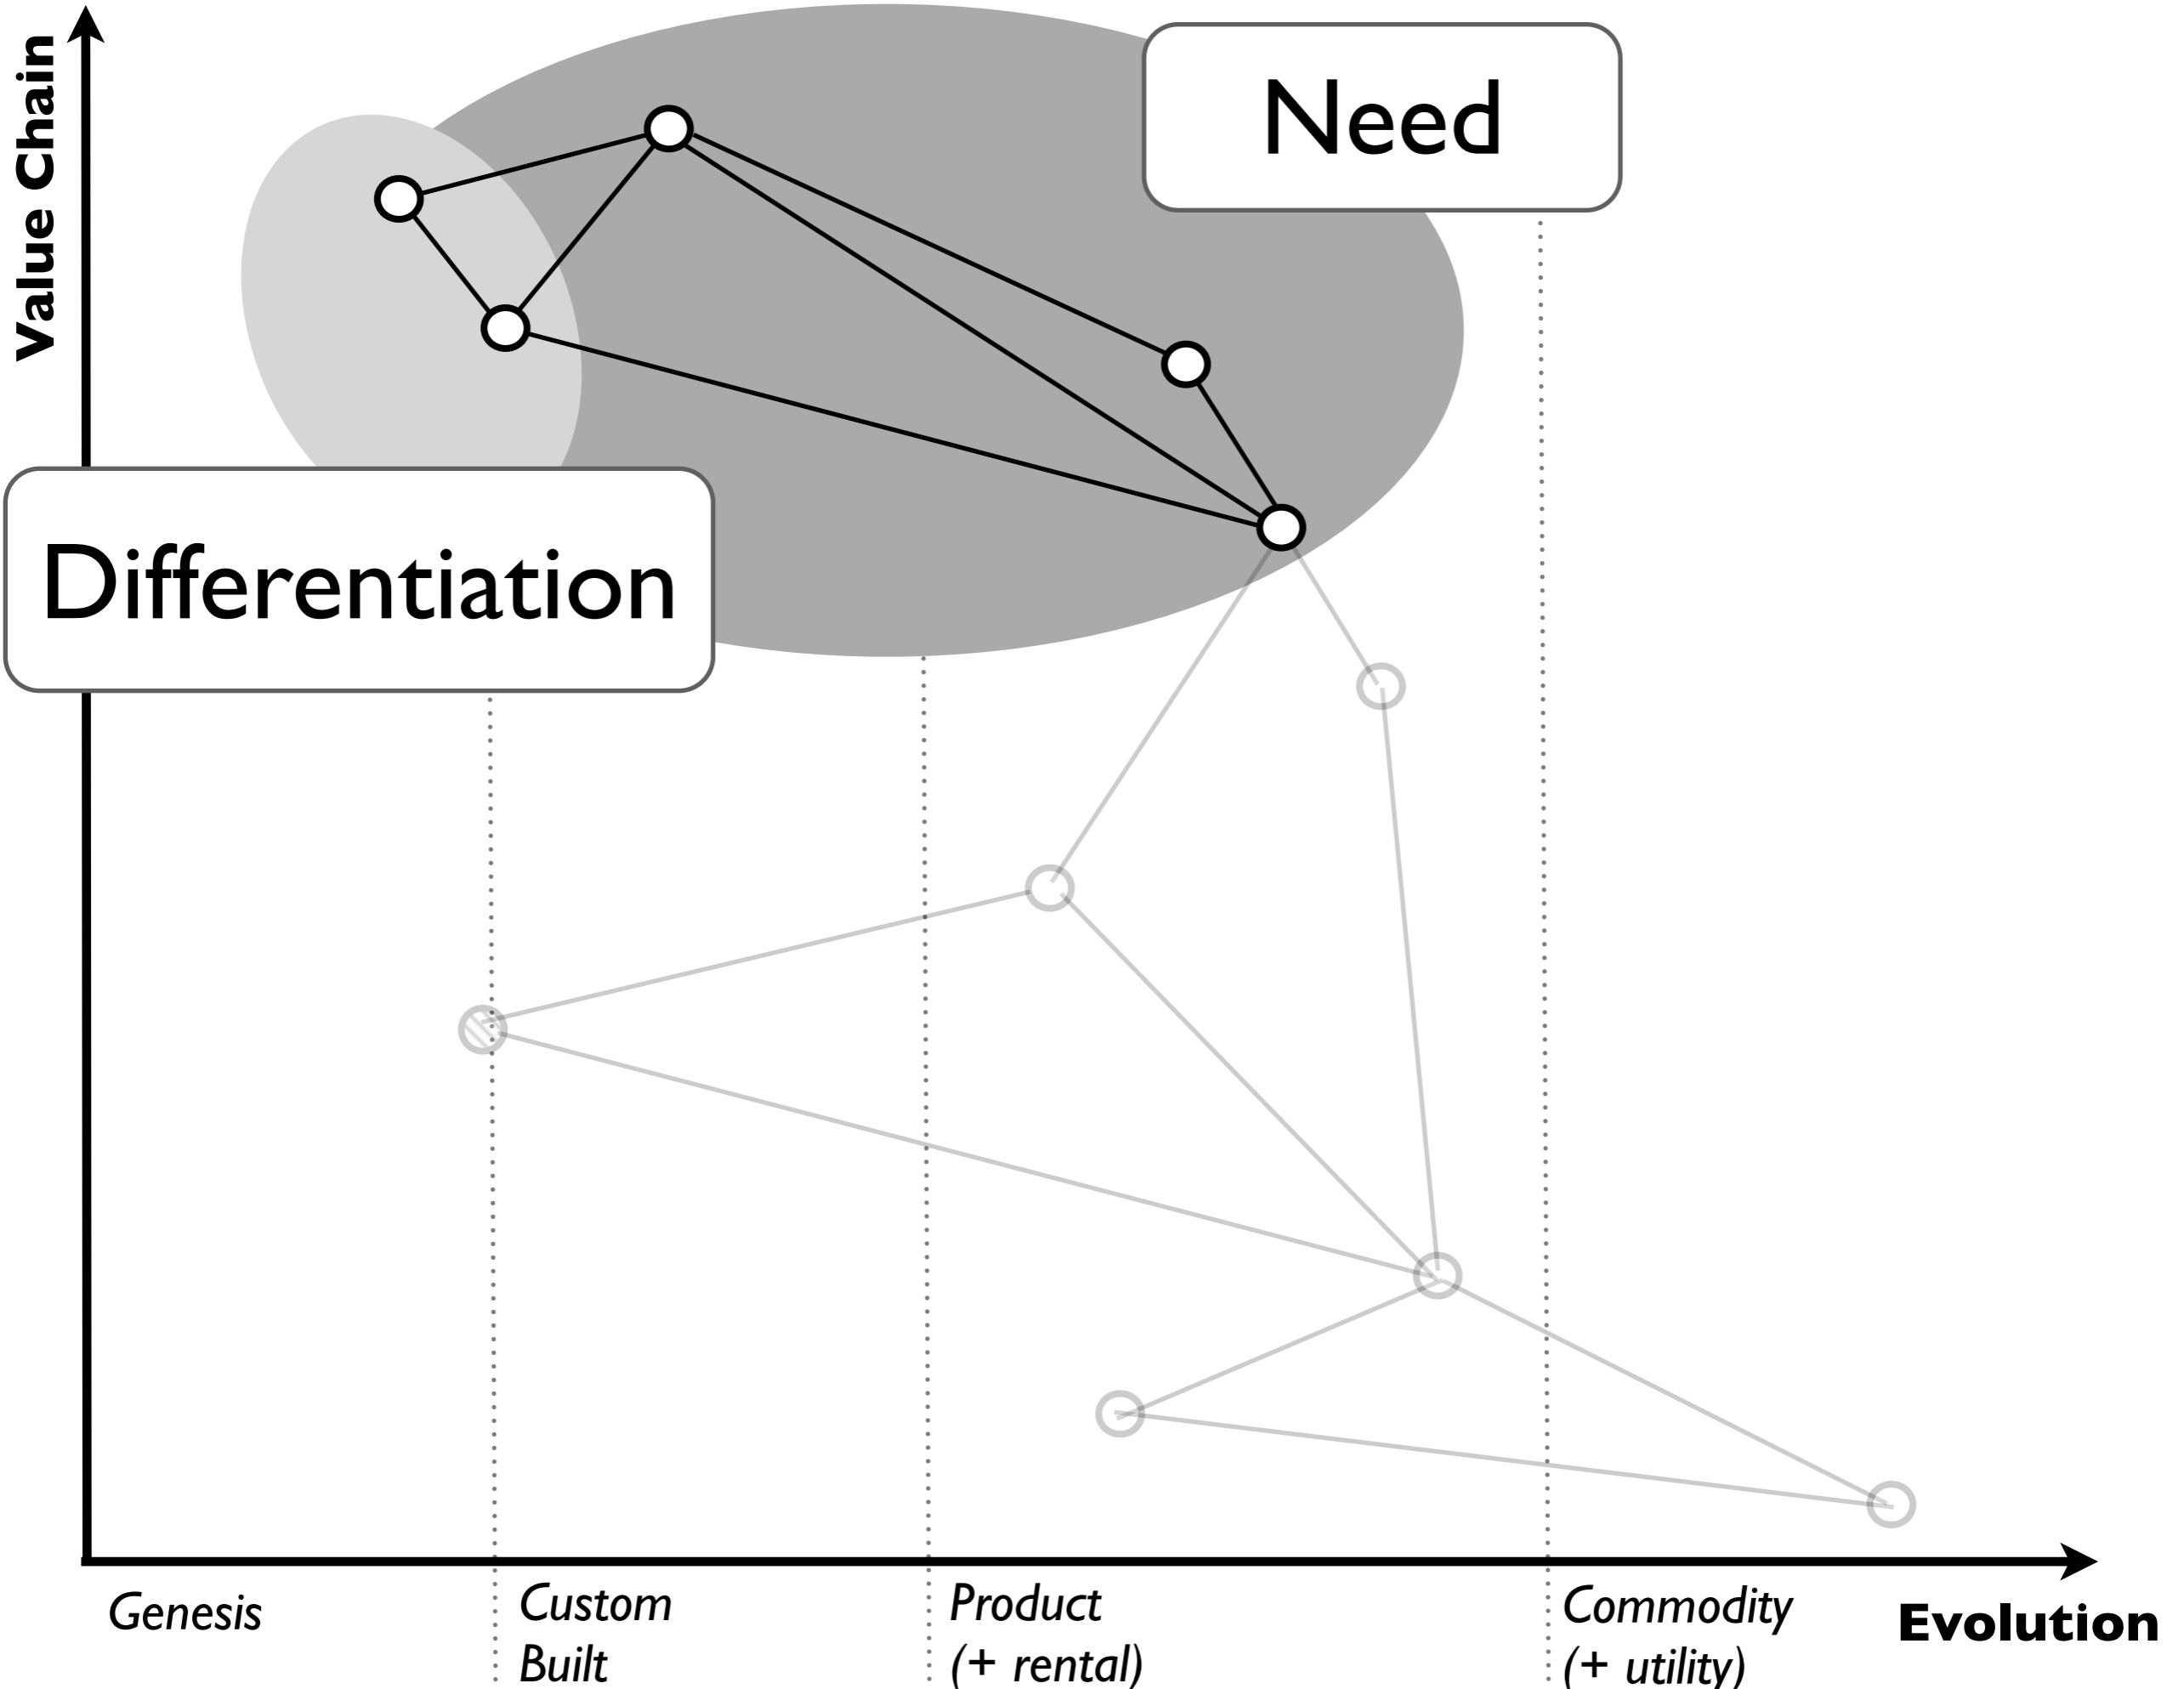 Value Chain
Need
Differentiation
Genesis
Custom
Built
Product
(+ rental)
Commodity
(+ utility)
Evolution